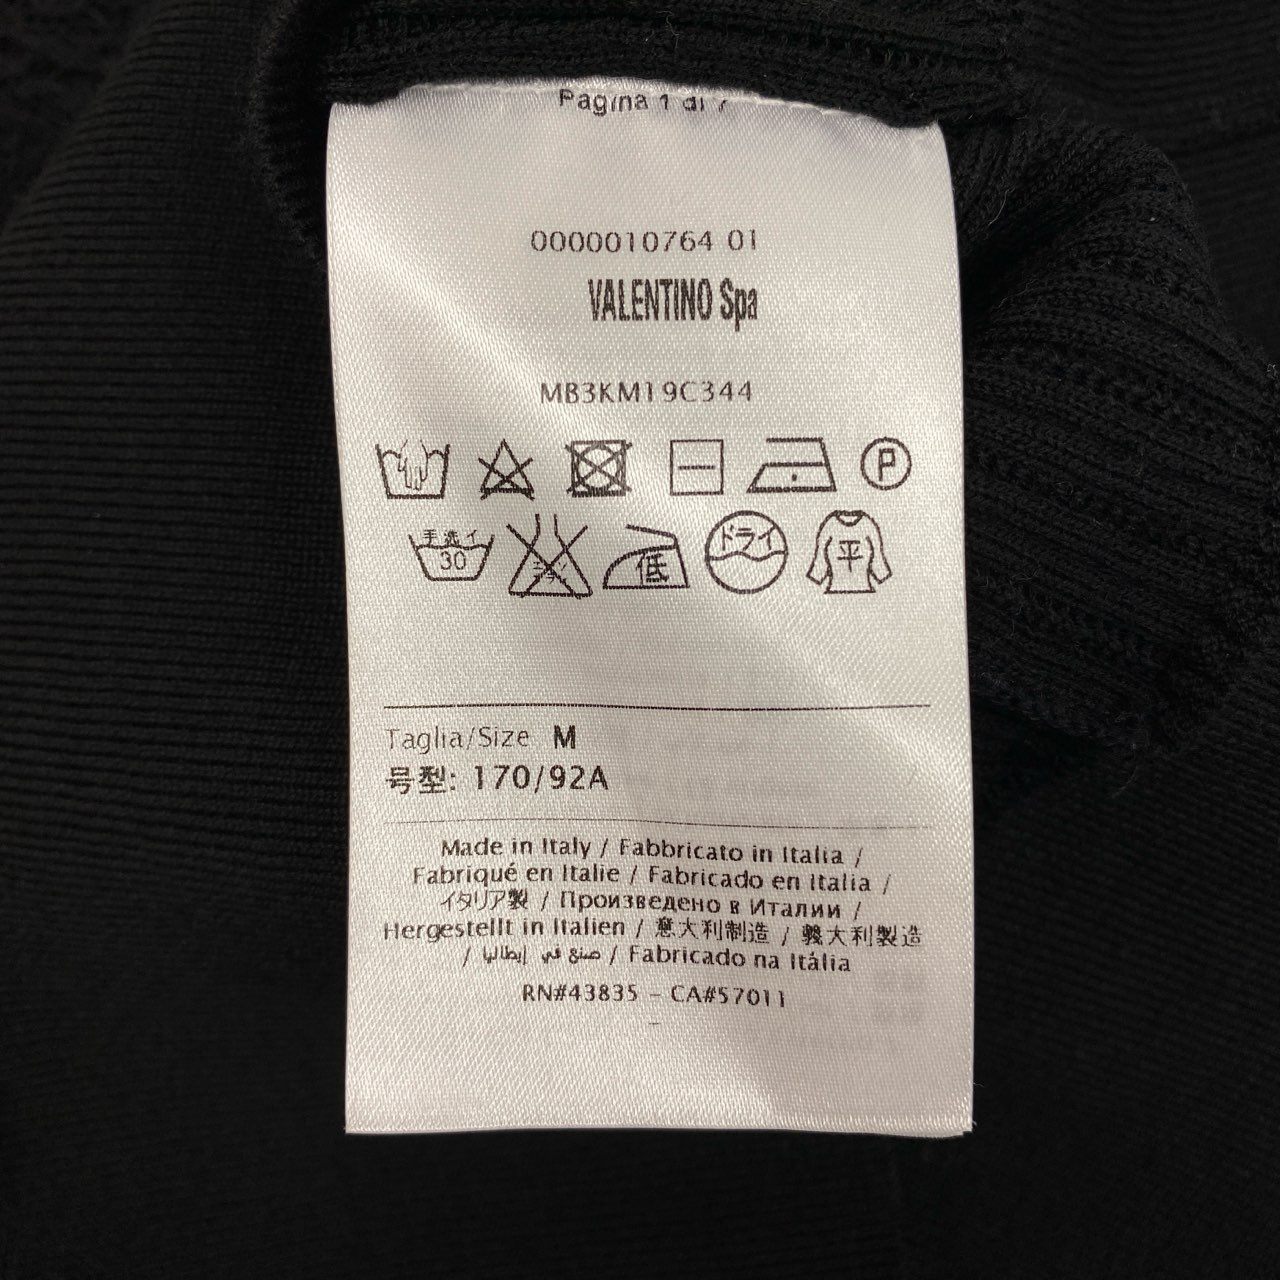 Pagina 1 di 7
0000010764 01
VALENTINO Spa
MB3KM19C344
P
手洗イ
30
低
ドライ
平
Taglia/Size M
号型: 170/92A
Made in Italy / Fabbricato in Italia /
Fabriqué en Italie / Fabricado en Italia /
イタリア製 / Произведено в Италии /
Hergestellt in Italien / 意大利制造 / 義大利製造
/ صنع في إيطاليا / Fabricado na Itália
RN#43835 - CA#57011